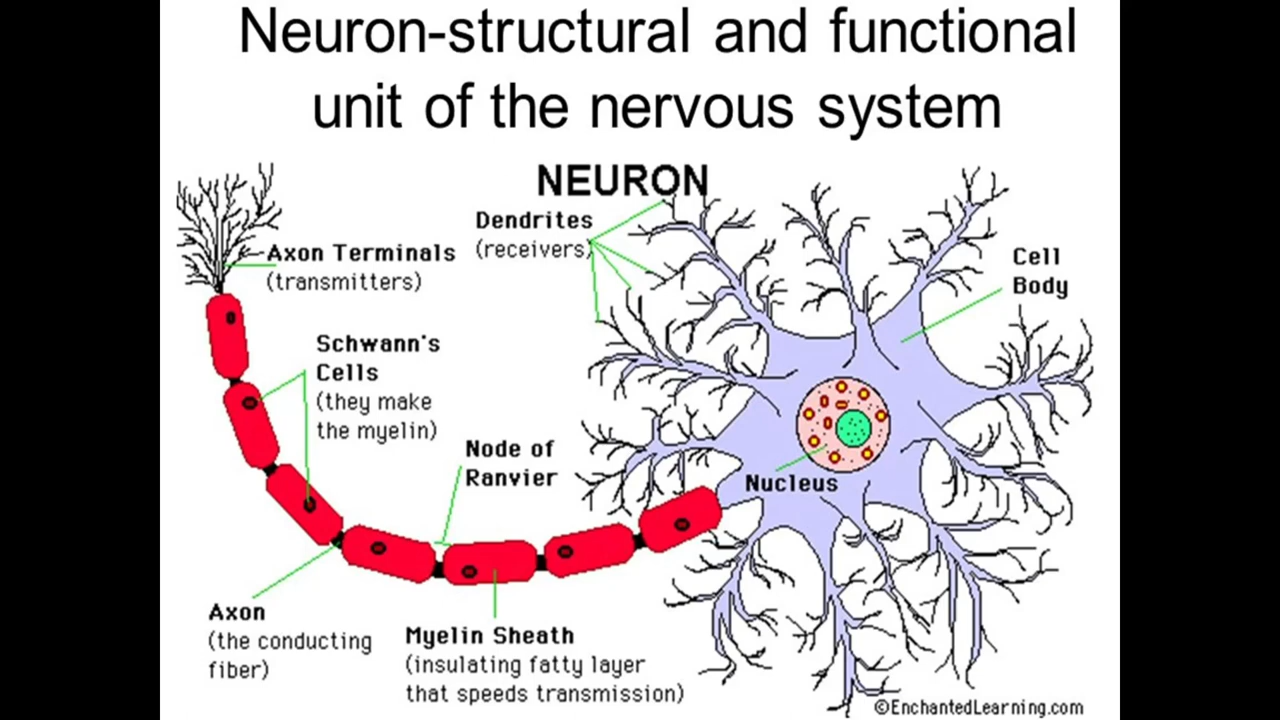 Neuron-structural and functional
unit of the nervous system
NEURON
Dendrites
(receivers)
Axon Terminals
(transmitters)
Cell
Body
Schwann's
Cells
(they make
the myelin)
Node of
Ranvier
Nucleus
Axon
(the conducting
fiber)
Myelin Sheath
(insulating fatty layer
that speeds transmission)
©EnchantedLearning.com